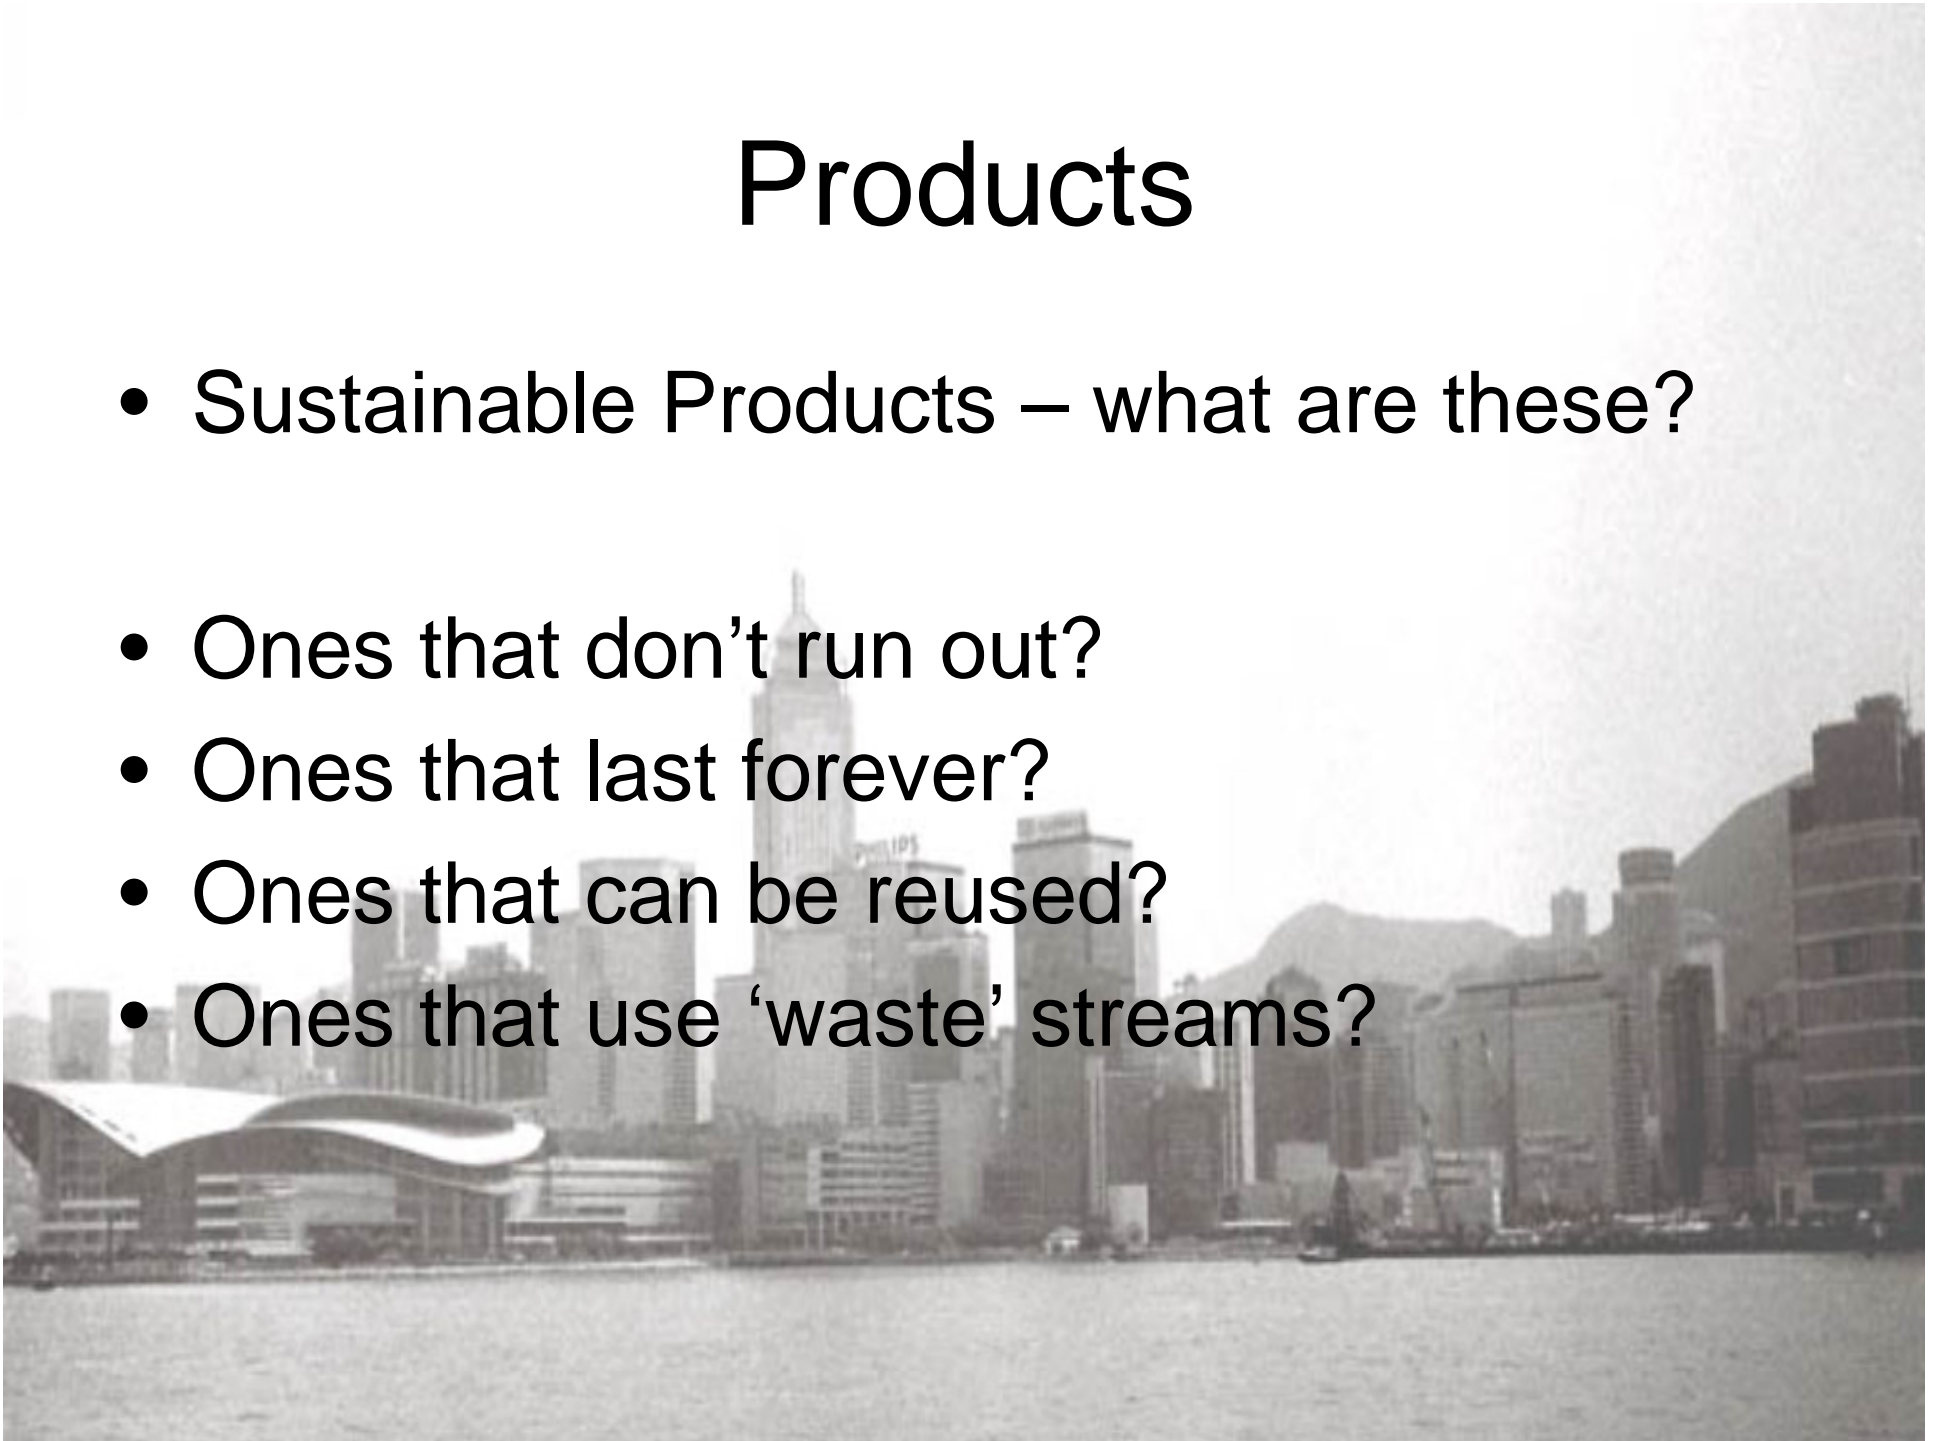 Products
• Sustainable Products – what are these?
• Ones that don’t run out?
• Ones that last forever?
• Ones that can be reused?
• Ones that use ‘waste’ streams?
PHILIPS